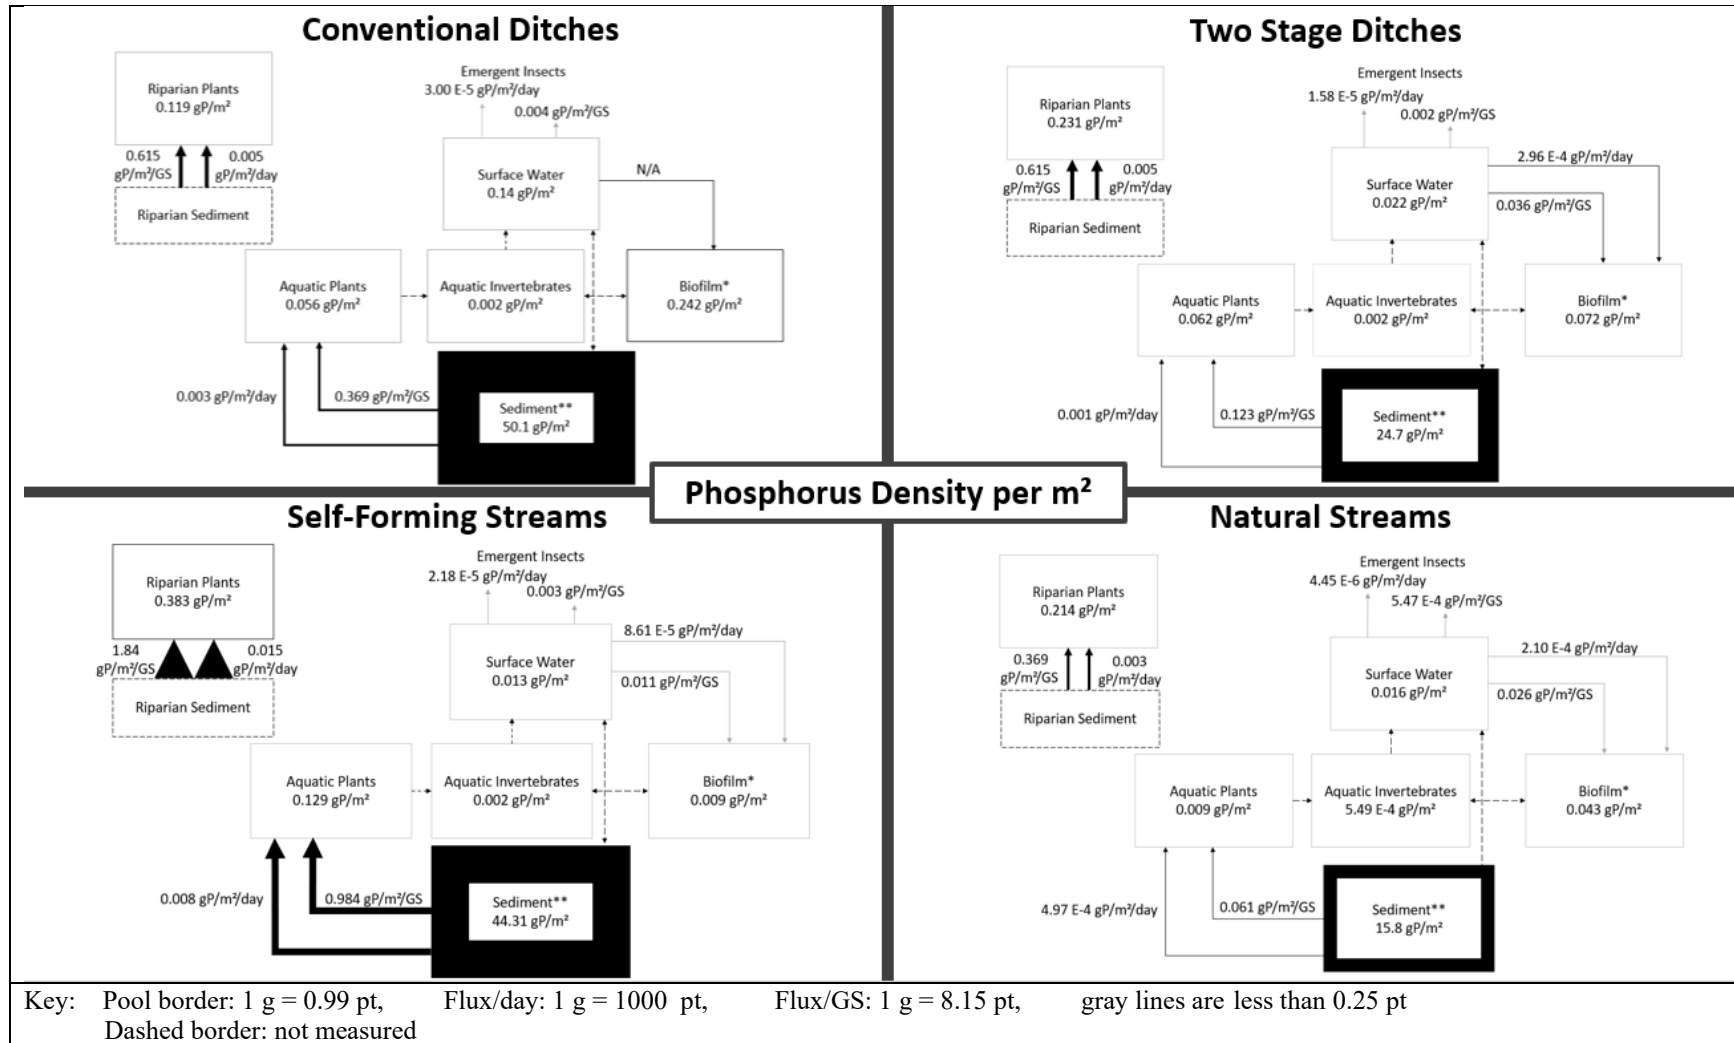 Conventional Ditches
Riparian Plants
0.119 gP/m²
0.615
gP/m²/GS
0.005
gP/m²/day
Riparian Sediment
Emergent Insects
3.00 E-5 gP/m²/day
0.004 gP/m²/GS
Surface Water
0.14 gP/m²
N/A
Aquatic Plants
0.056 gP/m²
Aquatic Invertebrates
0.002 gP/m²
Biofilm*
0.242 gP/m²
0.003 gP/m²/day
0.369 gP/m²/GS
Sediment**
50.1 gP/m²
Two Stage Ditches
Riparian Plants
0.231 gP/m²
0.615
gP/m²/GS
0.005
gP/m²/day
Riparian Sediment
Emergent Insects
1.58 E-5 gP/m²/day
0.002 gP/m²/GS
Surface Water
0.022 gP/m²
2.96 E-4 gP/m²/day
0.036 gP/m²/GS
Aquatic Plants
0.062 gP/m²
Aquatic Invertebrates
0.002 gP/m²
Biofilm*
0.072 gP/m²
0.001 gP/m²/day
0.123 gP/m²/GS
Sediment**
24.7 gP/m²
Phosphorus Density per m²
Self-Forming Streams
Riparian Plants
0.383 gP/m²
1.84
gP/m²/GS
0.015
gP/m²/day
Riparian Sediment
Emergent Insects
2.18 E-5 gP/m²/day
0.003 gP/m²/GS
Surface Water
0.013 gP/m²
8.61 E-5 gP/m²/day
0.011 gP/m²/GS
Aquatic Plants
0.129 gP/m²
Aquatic Invertebrates
0.002 gP/m²
Biofilm*
0.009 gP/m²
0.008 gP/m²/day
0.984 gP/m²/GS
Sediment**
44.31 gP/m²
Natural Streams
Riparian Plants
0.214 gP/m²
0.369
gP/m²/GS
0.003
gP/m²/day
Riparian Sediment
Emergent Insects
4.45 E-6 gP/m²/day
5.47 E-4 gP/m²/GS
Surface Water
0.016 gP/m²
2.10 E-4 gP/m²/day
0.026 gP/m²/GS
Aquatic Plants
0.009 gP/m²
Aquatic Invertebrates
5.49 E-4 gP/m²
Biofilm*
0.043 gP/m²
4.97 E-4 gP/m²/day
0.061 gP/m²/GS
Sediment**
15.8 gP/m²
Key: Pool border: 1 g = 0.99 pt, Flux/day: 1 g = 1000 pt, Flux/GS: 1 g = 8.15 pt, gray lines are less than 0.25 pt
Dashed border: not measured